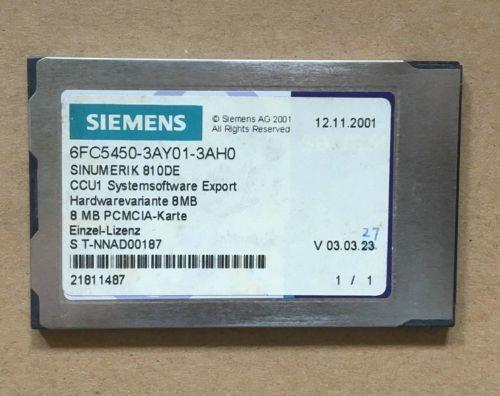 SIEMENS
© Siemens AG 2001
All Rights Reserved
12.11.2001
6FC5450-3AY01-3AH0
SINUMERIK 810DE
CCU1 Systemsoftware Export
Hardwarevariante 8MB
8 MB PCMCIA-Karte
Einzel-Lizenz
27
S T-NNAD00187
V 03.03.23
21811487
1 / 1